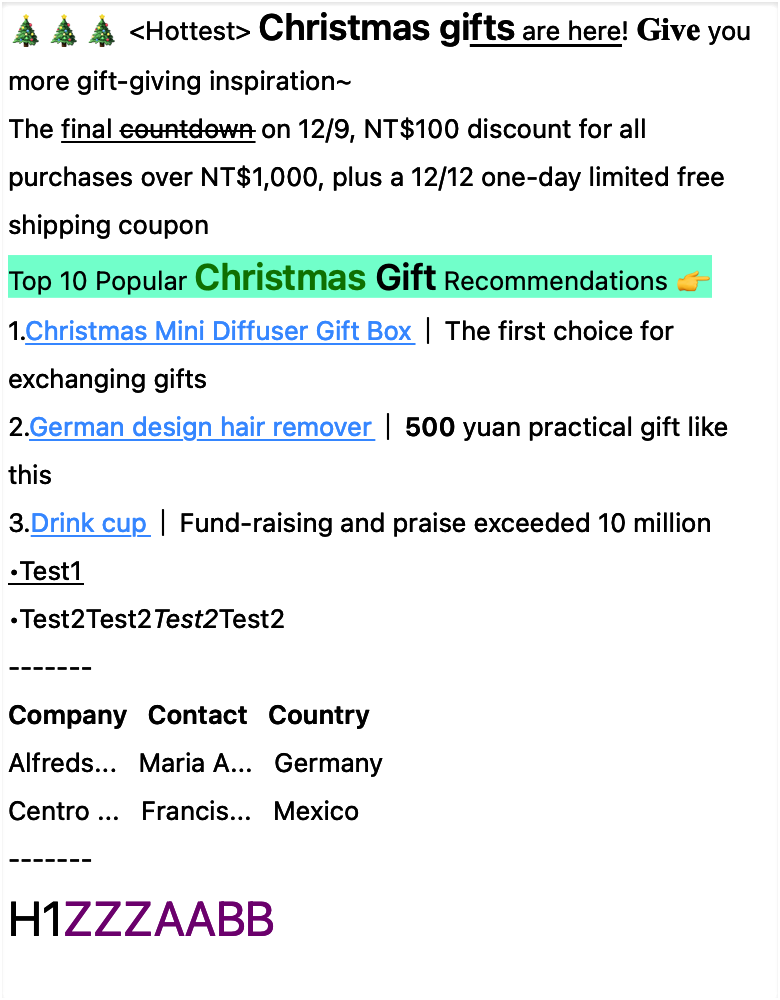 🎄🎄🎄 <Hottest> Christmas gifts are here! Give you
more gift-giving inspiration~
The final countdown on 12/9, NT$100 discount for all
purchases over NT$1,000, plus a 12/12 one-day limited free
shipping coupon
Top 10 Popular Christmas Gift Recommendations 👉
1.Christmas Mini Diffuser Gift Box｜The first choice for
exchanging gifts
2.German design hair remover｜500 yuan practical gift like
this
3.Drink cup｜Fund-raising and praise exceeded 10 million
•Test1
•Test2Test2Test2Test2
-------
Company Contact Country
Alfreds... Maria A... Germany
Centro ... Francis... Mexico
-------
H1ZZZAABB